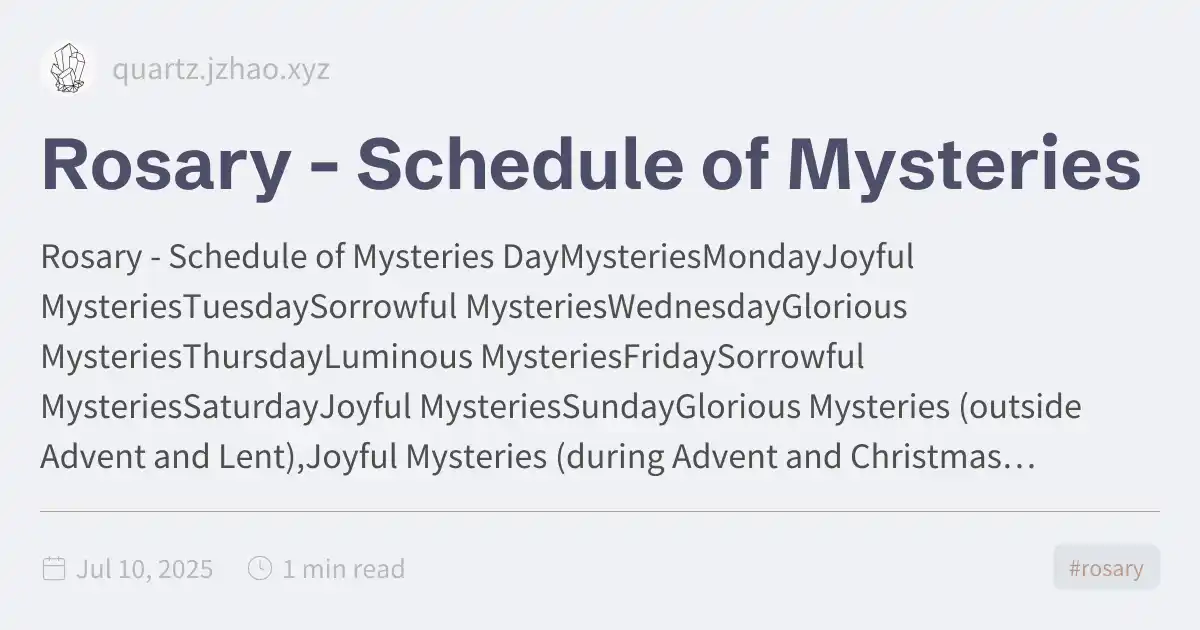 quartz.jzhao.xyz
Rosary - Schedule of Mysteries
Rosary - Schedule of Mysteries DayMysteriesMondayJoyful
MysteriesTuesdaySorrowful MysteriesWednesdayGlorious
MysteriesThursdayLuminous MysteriesFridaySorrowful
MysteriesSaturdayJoyful MysteriesSundayGlorious Mysteries (outside
Advent and Lent),Joyful Mysteries (during Advent and Christmas…
Jul 10, 2025 1 min read #rosary